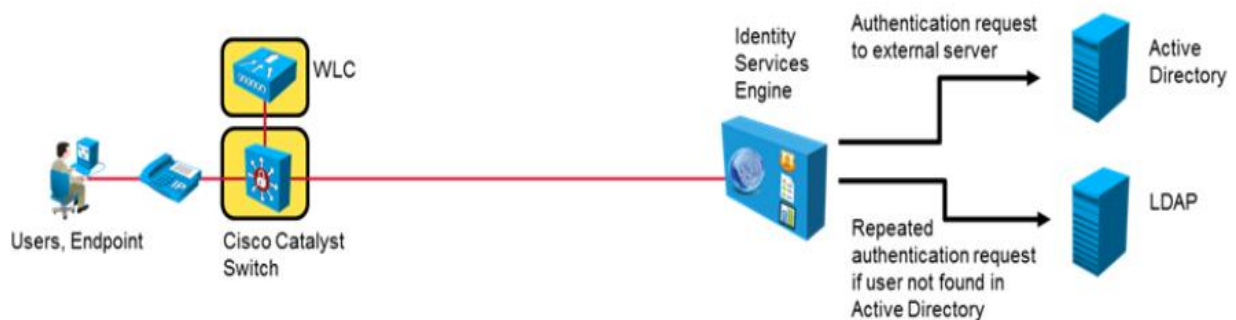 WLC
Users, Endpoint
IP
Cisco Catalyst
Switch
Identity
Services
Engine
Authentication request
to external server
Active
Directory
Repeated
authentication request
if user not found in
Active Directory
LDAP